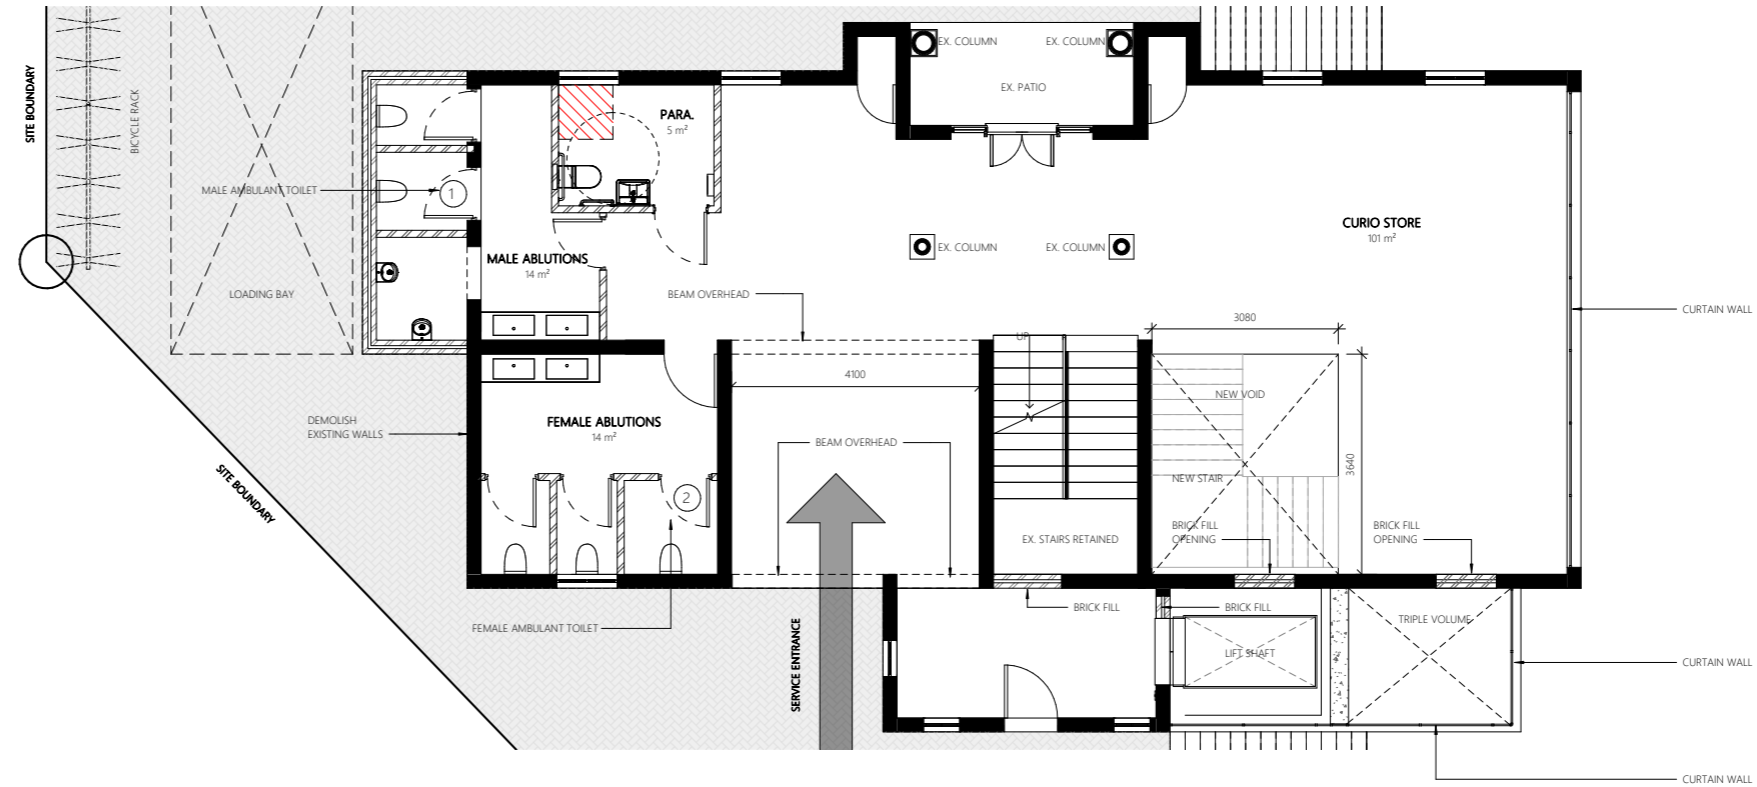 EX. COLUMN
EX. COLUMN
SITE BOUNDARY
BICYCLE RACK
EX. PATIO
PARA.
5 m²
MALE AMBULANT TOILET
1
CURIO STORE
101 m²
EX. COLUMN
EX. COLUMN
MALE ABLUTIONS
14 m²
LOADING BAY
BEAM OVERHEAD
CURTAIN WALL
3080
UP
4100
NEW VOID
DEMOLISH
EXISTING WALLS
FEMALE ABLUTIONS
14 m²
BEAM OVERHEAD
3640
SITE BOUNDARY
NEW STAIR
2
BRICK FILL
OPENING
BRICK FILL
OPENING
EX. STAIRS RETAINED
BRICK FILL
BRICK FILL
TRIPLE VOLUME
FEMALE AMBULANT TOILET
SERVICE ENTRANCE
LIFT SHAFT
CURTAIN WALL
CURTAIN WALL